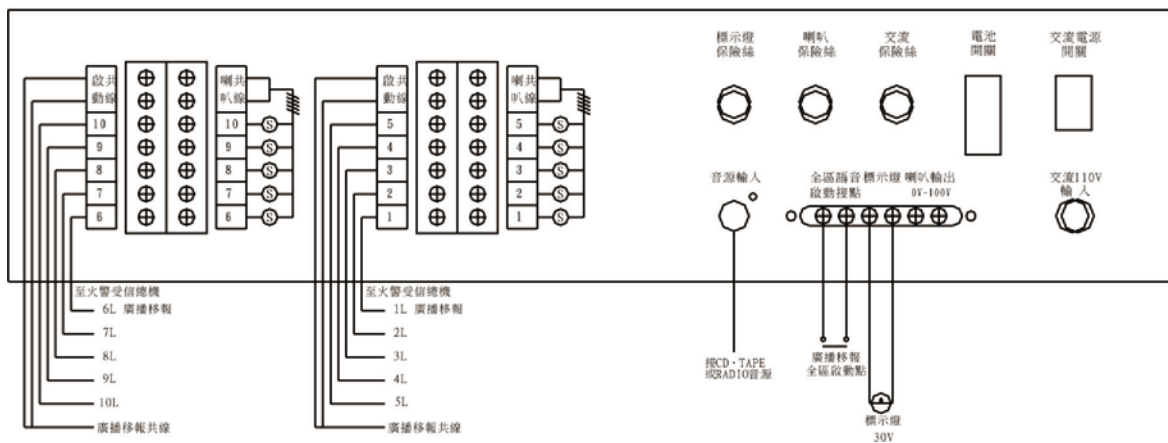 標示燈
保險絲
喇叭
保險絲
交流
保險絲
電池
開關
交流電源
開關
啟共
動線
10
9
8
7
6
喇共
叭線
10
9
8
7
6
S
S
S
S
S
啟共
動線
5
4
3
2
1
喇共
叭線
5
4
3
2
1
S
S
S
S
S
音源輸入
全區語音 標示燈 喇叭輸出
啟動接點 0V-100V
交流110V
輸入
至火警受信總機
6L 廣播移報
7L
8L
9L
10L
廣播移報共線
至火警受信總機
1L 廣播移報
2L
3L
4L
5L
廣播移報共線
接CD、TAPE
或RADIO音源
廣播移報
全區啟動點
標示燈
30V